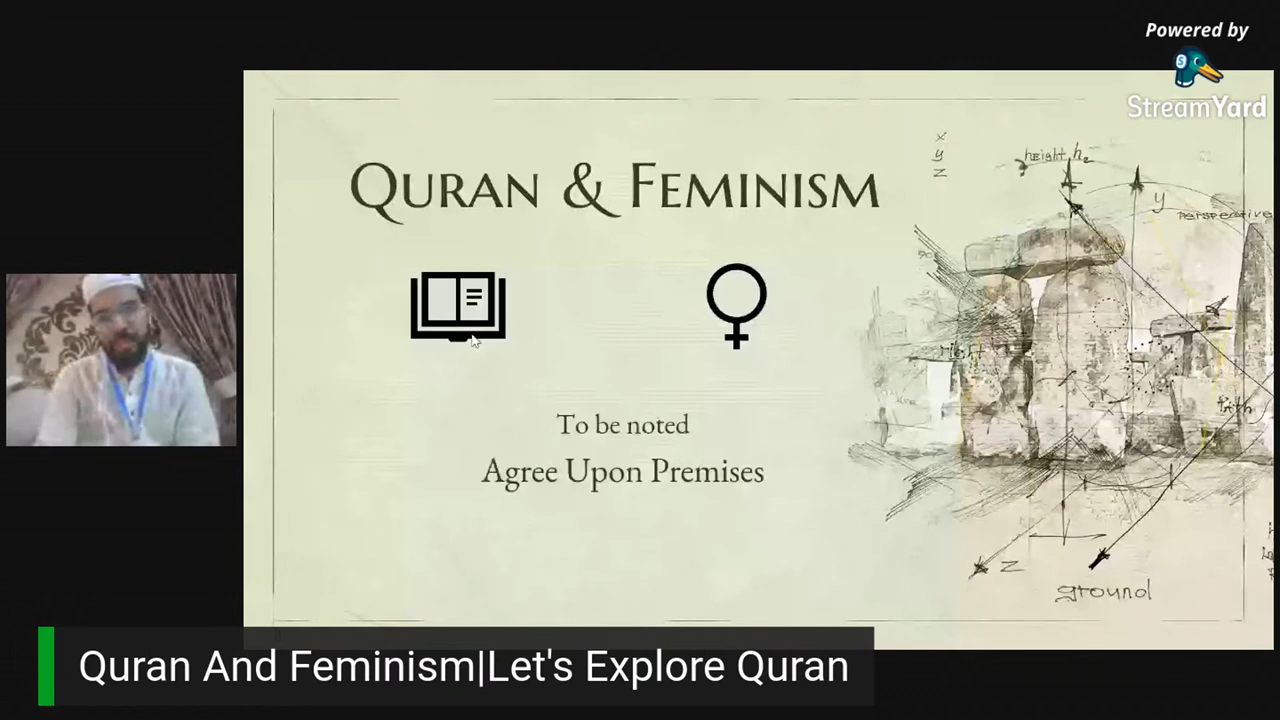 Powered by
StreamYard
QURAN & FEMINISM
To be noted
Agree Upon Premises
x
y
z
height h₂
y
perspective
z
ground
Quran And Feminism|Let's Explore Quran